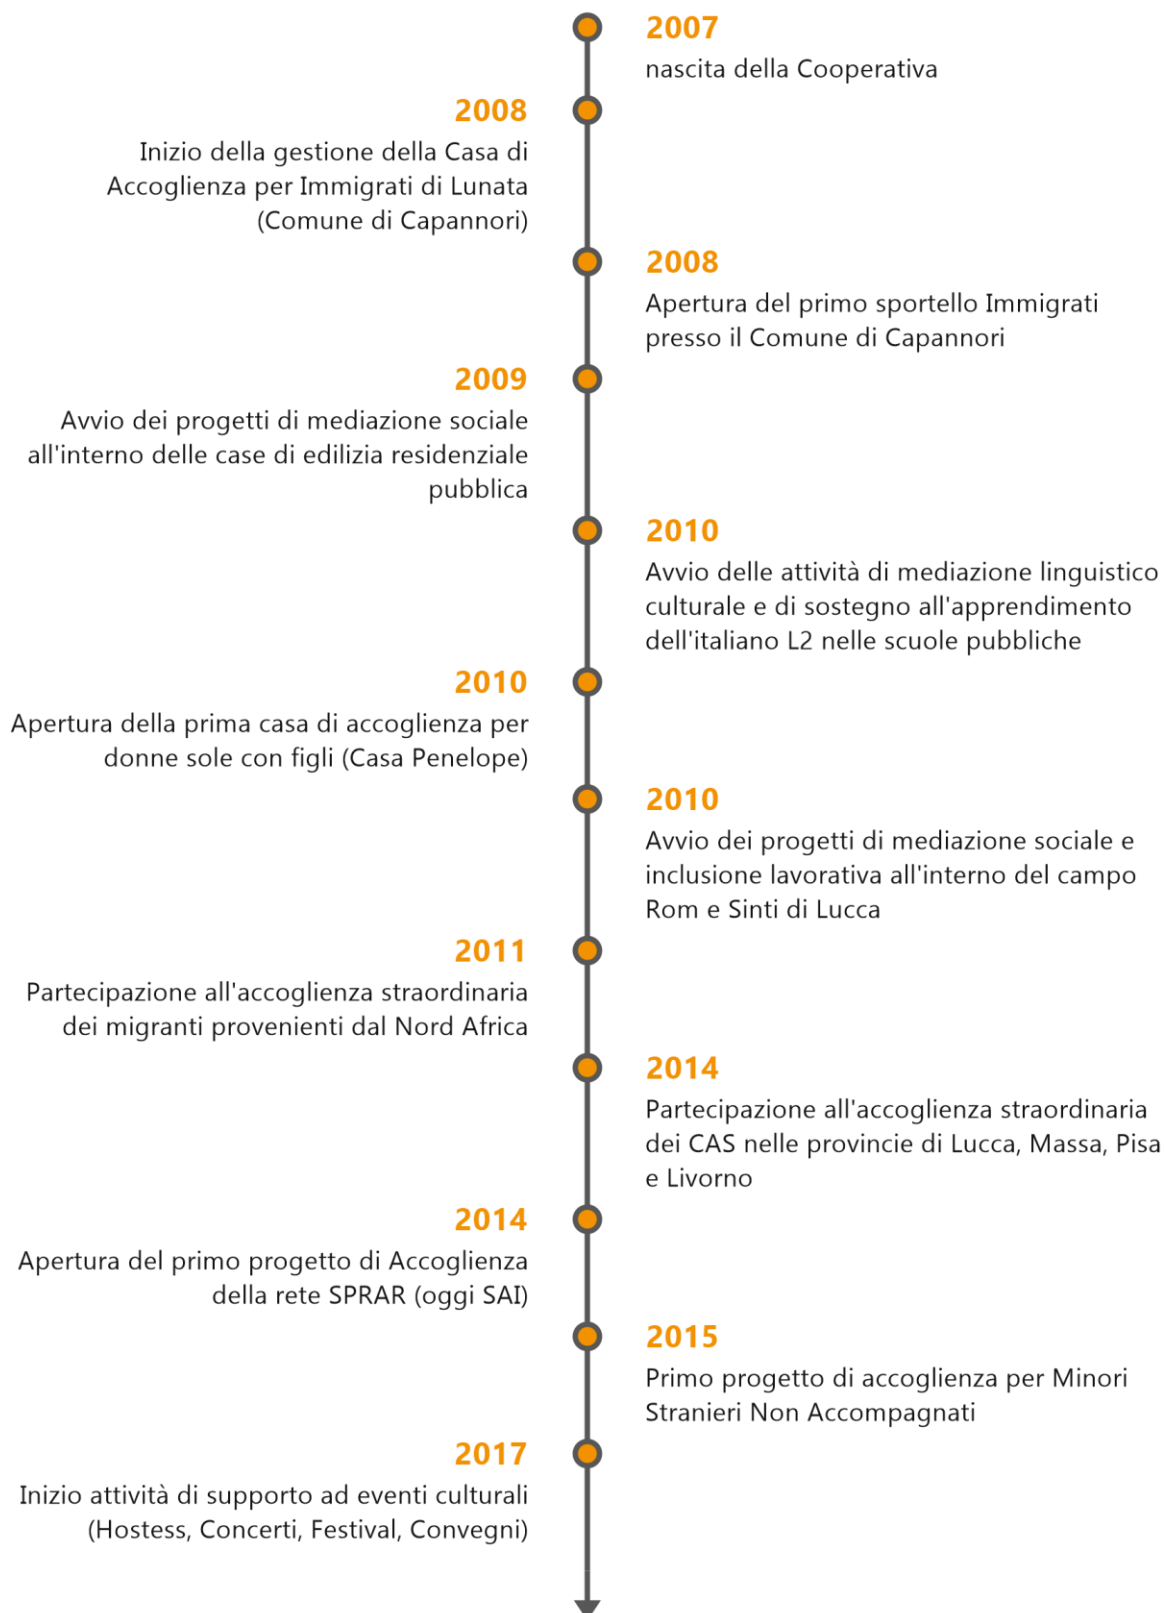 2007
nascita della Cooperativa
2008
Inizio della gestione della Casa di
Accoglienza per Immigrati di Lunata
(Comune di Capannori)
2008
Apertura del primo sportello Immigrati
presso il Comune di Capannori
2009
Avvio dei progetti di mediazione sociale
all'interno delle case di edilizia residenziale
pubblica
2010
Avvio delle attività di mediazione linguistico
culturale e di sostegno all'apprendimento
dell'italiano L2 nelle scuole pubbliche
2010
Apertura della prima casa di accoglienza per
donne sole con figli (Casa Penelope)
2010
Avvio dei progetti di mediazione sociale e
inclusione lavorativa all'interno del campo
Rom e Sinti di Lucca
2011
Partecipazione all'accoglienza straordinaria
dei migranti provenienti dal Nord Africa
2014
Partecipazione all'accoglienza straordinaria
dei CAS nelle provincie di Lucca, Massa, Pisa
e Livorno
2014
Apertura del primo progetto di Accoglienza
della rete SPRAR (oggi SAI)
2015
Primo progetto di accoglienza per Minori
Stranieri Non Accompagnati
2017
Inizio attività di supporto ad eventi culturali
(Hostess, Concerti, Festival, Convegni)